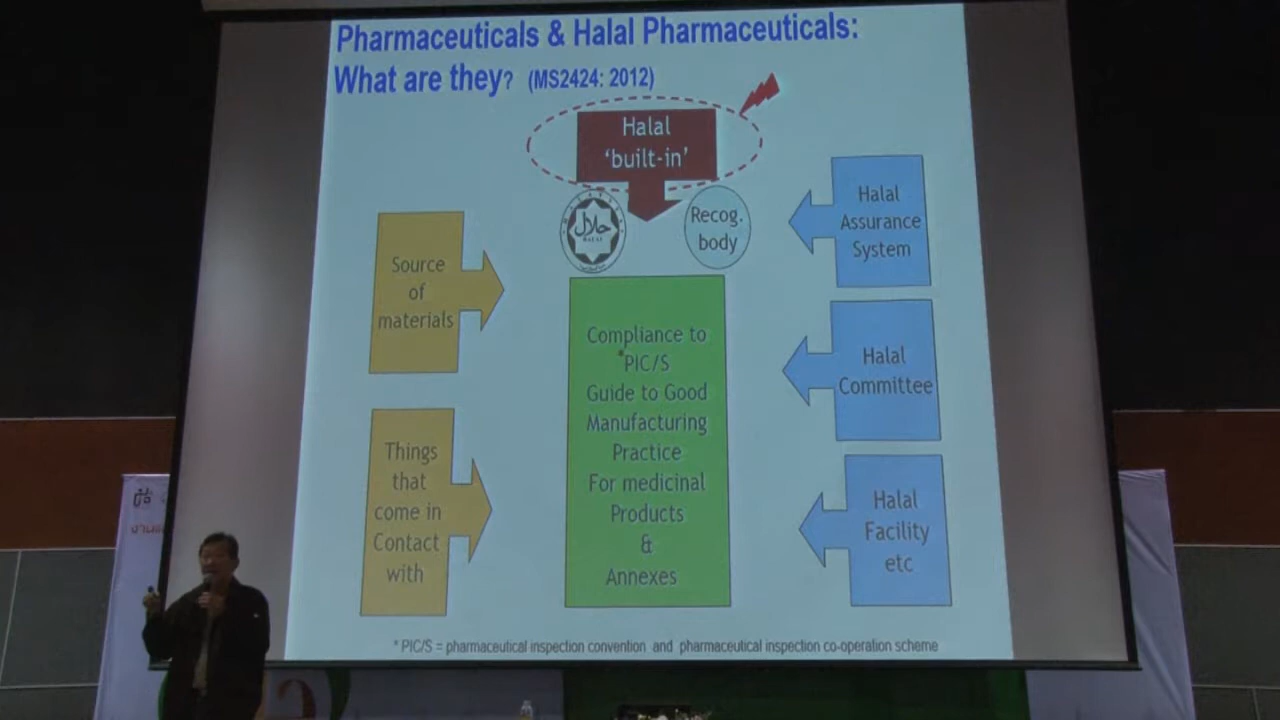 Pharmaceuticals & Halal Pharmaceuticals:
What are they? (MS2424: 2012)
Halal
‘built-in’
حلال
HALAL
Recog.
body
Source
of
materials
Things
that
come in
Contact
with
Compliance to
*PIC/S
Guide to Good
Manufacturing
Practice
For medicinal
Products
&
Annexes
Halal
Assurance
System
Halal
Committee
Halal
Facility
etc
* PIC/S = pharmaceutical inspection convention and pharmaceutical inspection co-operation scheme